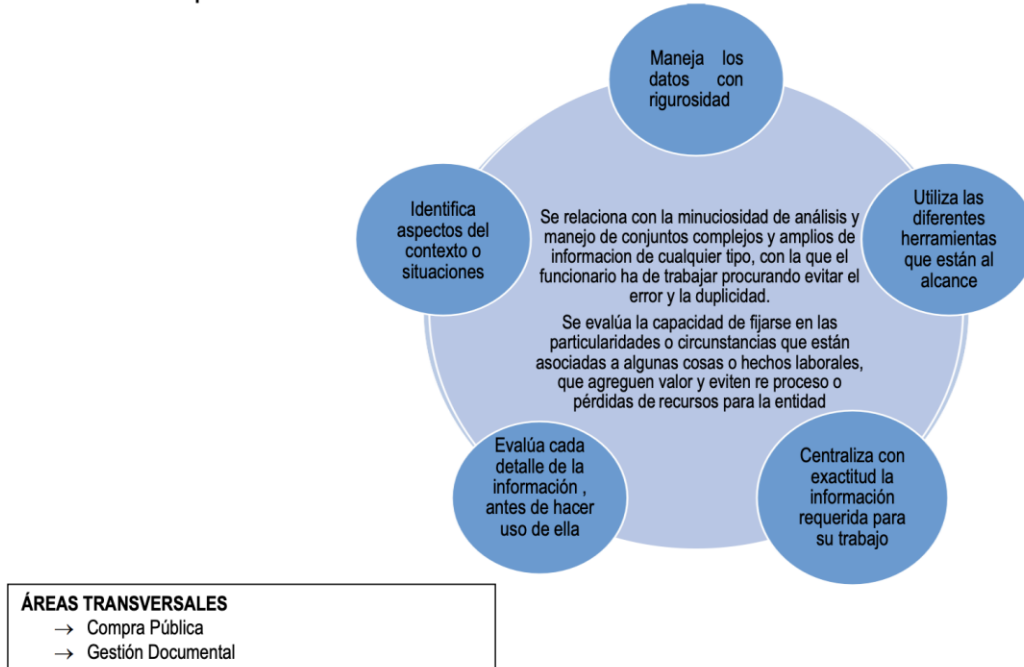 Maneja los
datos con
rigurosidad
Identifica
aspectos del
contexto o
situaciones
Utiliza las
diferentes
herramientas
que están al
alcance
Se relaciona con la minuciosidad de análisis y
manejo de conjuntos complejos y amplios de
informacion de cualquier tipo, con la que el
funcionario ha de trabajar procurando evitar el
error y la duplicidad.
Se evalúa la capacidad de fijarse en las
particularidades o circunstancias que están
asociadas a algunas cosas o hechos laborales,
que agreguen valor y eviten re proceso o
pérdidas de recursos para la entidad
Evalúa cada
detalle de la
información ,
antes de hacer
uso de ella
Centraliza con
exactitud la
información
requerida para
su trabajo
ÁREAS TRANSVERSALES
→ Compra Pública
→ Gestión Documental